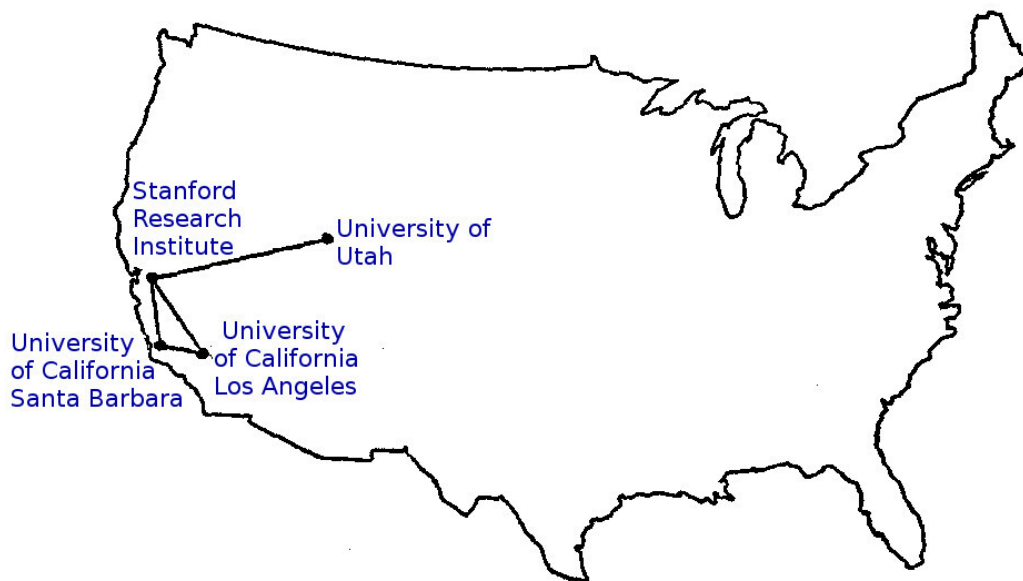 Stanford
Research
Institute
University of
Utah
University
of California
Santa Barbara
University
of California
Los Angeles